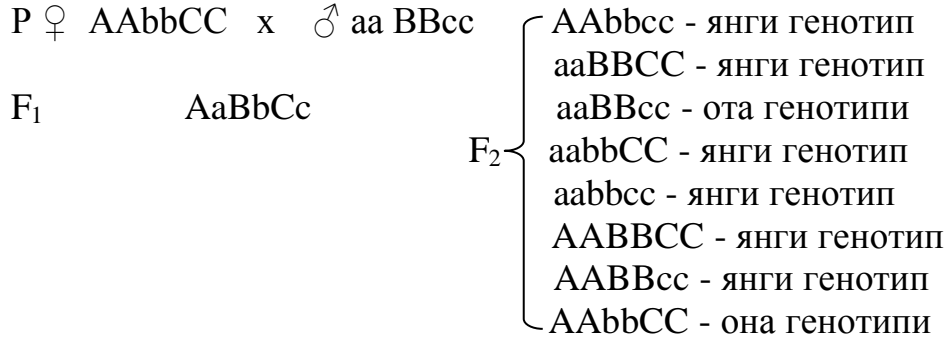 P ♀ AAbbCC x ♂ aa BBcc
F₁ AaBbCc
F₂
AAbbcc - янги генотип
aaBBCC - янги генотип
aaBBcc - ота генотипи
aabbCC - янги генотип
aabbcc - янги генотип
AABBCC - янги генотип
AABBcc - янги генотип
AAbbCC - она генотипи